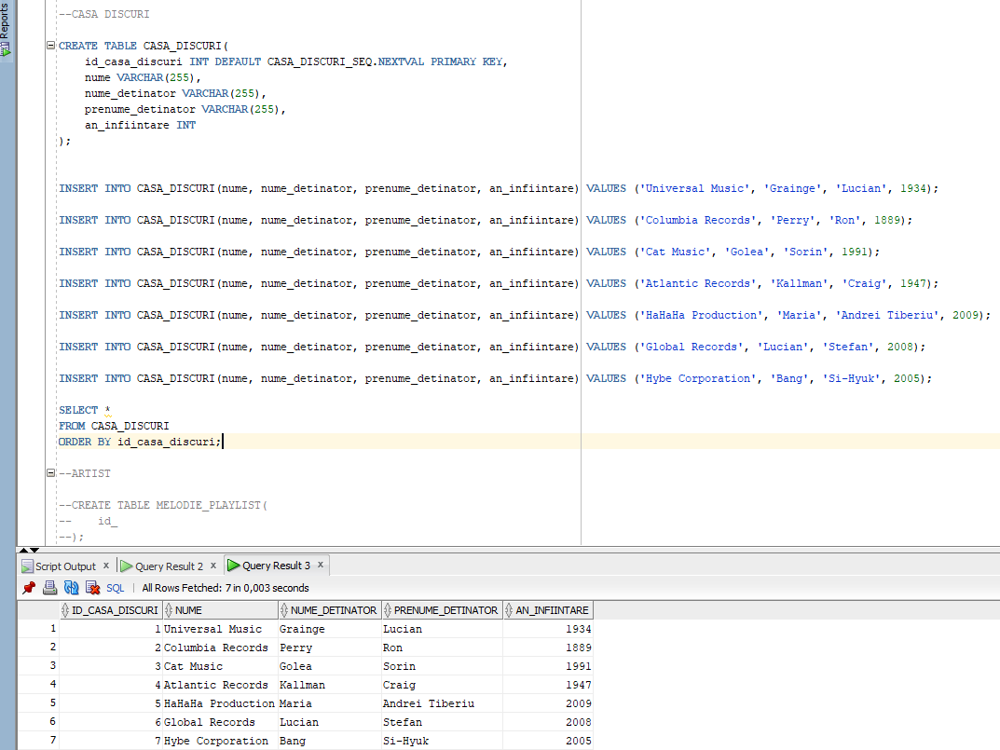 Reports
--CASA DISCURI
CREATE TABLE CASA_DISCURI(
    id_casa_discuri INT DEFAULT CASA_DISCURI_SEQ.NEXTVAL PRIMARY KEY,
    nume VARCHAR(255),
    nume_detinator VARCHAR(255),
    prenume_detinator VARCHAR(255),
    an_infiintare INT
);
INSERT INTO CASA_DISCURI(nume, nume_detinator, prenume_detinator, an_infiintare) VALUES ('Universal Music', 'Grainge', 'Lucian', 1934);
INSERT INTO CASA_DISCURI(nume, nume_detinator, prenume_detinator, an_infiintare) VALUES ('Columbia Records', 'Perry', 'Ron', 1889);
INSERT INTO CASA_DISCURI(nume, nume_detinator, prenume_detinator, an_infiintare) VALUES ('Cat Music', 'Golea', 'Sorin', 1991);
INSERT INTO CASA_DISCURI(nume, nume_detinator, prenume_detinator, an_infiintare) VALUES ('Atlantic Records', 'Kallman', 'Craig', 1947);
INSERT INTO CASA_DISCURI(nume, nume_detinator, prenume_detinator, an_infiintare) VALUES ('HaHaHa Production', 'Maria', 'Andrei Tiberiu', 2009);
INSERT INTO CASA_DISCURI(nume, nume_detinator, prenume_detinator, an_infiintare) VALUES ('Global Records', 'Lucian', 'Stefan', 2008);
INSERT INTO CASA_DISCURI(nume, nume_detinator, prenume_detinator, an_infiintare) VALUES ('Hybe Corporation', 'Bang', 'Si-Hyuk', 2005);
SELECT *
FROM CASA_DISCURI
ORDER BY id_casa_discuri;
--ARTIST
--CREATE TABLE MELODIE_PLAYLIST(
--    id_
--);
Script Output x Query Result 2 x Query Result 3 x
SQL | All Rows Fetched: 7 in 0,003 seconds
ID_CASA_DISCURI NUME NUME_DETINATOR PRENUME_DETINATOR AN_INFIINTARE
1 1 Universal Music Grainge Lucian 1934
2 2 Columbia Records Perry Ron 1889
3 3 Cat Music Golea Sorin 1991
4 4 Atlantic Records Kallman Craig 1947
5 5 HaHaHa Production Maria Andrei Tiberiu 2009
6 6 Global Records Lucian Stefan 2008
7 7 Hybe Corporation Bang Si-Hyuk 2005